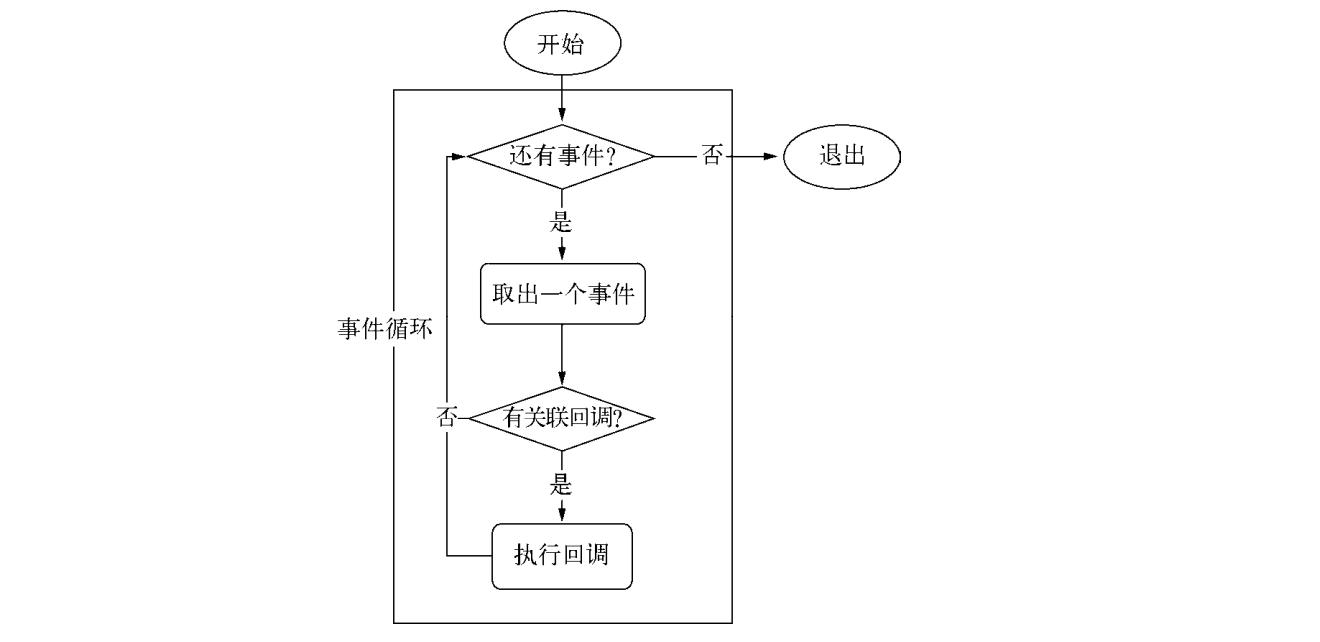 开始
还有事件?
否
退出
是
取出一个事件
事件循环
否
有关联回调?
是
执行回调